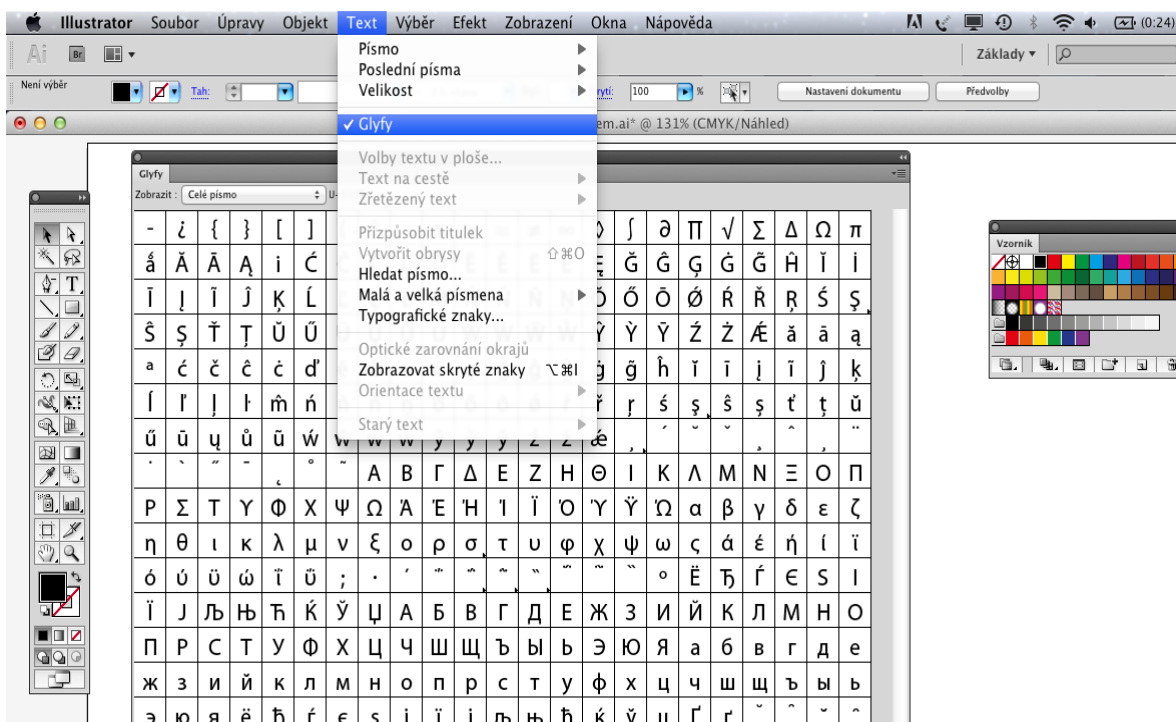 Illustrator Soubor Úpravy Objekt Text Výběr Efekt Zobrazení Okna Nápověda (0:24)
Ai Br Základy
Není výběr Tah: rytí: 100 % Nastavení dokumentu Předvolby
em.ai* @ 131% (CMYK/Náhled)
Písmo
Poslední písma
Velikost
✓ Glyfy
Volby textu v ploše...
Text na cestě
Zřetězený text
Přizpůsobit titulek
Vytvořit obrysy ⇧⌘O
Hledat písmo...
Malá a velká písmena
Typografické znaky...
Optické zarovnání okrajů
Zobrazovat skryté znaky ⌥⌘I
Orientace textu
Starý text
Glyfy
Zobrazit : Celé písmo U-
- ¿ { } [ ] ◊ ∫ ∂ ∏ √ Σ Δ Ω π
ǻ Ă Ā Ą i Ć Ę Ğ Ĝ Ģ Ġ Ğ Ĥ Ĭ İ
Ī Į Ĩ Ĵ Ķ Ĺ Ŏ Ő Ō Ǿ Ŕ Ř Ŗ Ś Ş
Ŝ Ș Ť Ţ Ŭ Ű Ŷ Ỳ Ȳ Ź Ż Ǽ ă ā ą
ª ć č ĉ ċ ď ġ ğ ĥ ĭ ī į ĩ ĵ ķ
ř ŗ ś ş ŝ ș ť ţ ŭ
ű ū ų ů ũ ẃ
Α Β Γ Δ Ε Ζ Η Θ Ι Κ Λ Μ Ν Ξ Ο Π
Ρ Σ Τ Υ Φ Χ Ψ Ω Ά Έ Ή Ί Ϊ Ό Ύ Ϋ Ώ α β γ δ ε ζ
η θ ι κ λ μ ν ξ ο ρ σ τ υ φ χ ψ ω ς ά έ ή ί ϊ
ό ύ ϋ ώ ΐ ΰ ; · Ё Ђ Ѓ Є Ѕ І
Ї Ј Љ Њ Ћ Ќ Ў Џ А Б В Г Д Е Ж З И Й К Л М Н О
П Р С Т У Ф Х Ц Ч Ш Щ Ъ Ы Ь Э Ю Я а б в г д е
ж з и й к л м н о п р с т у ф х ц ч ш щ ъ ы ь
э ю я ё ђ ѓ є ѕ і ї ј љ њ ћ ќ ў џ Ґ ґ
Vzorník
T